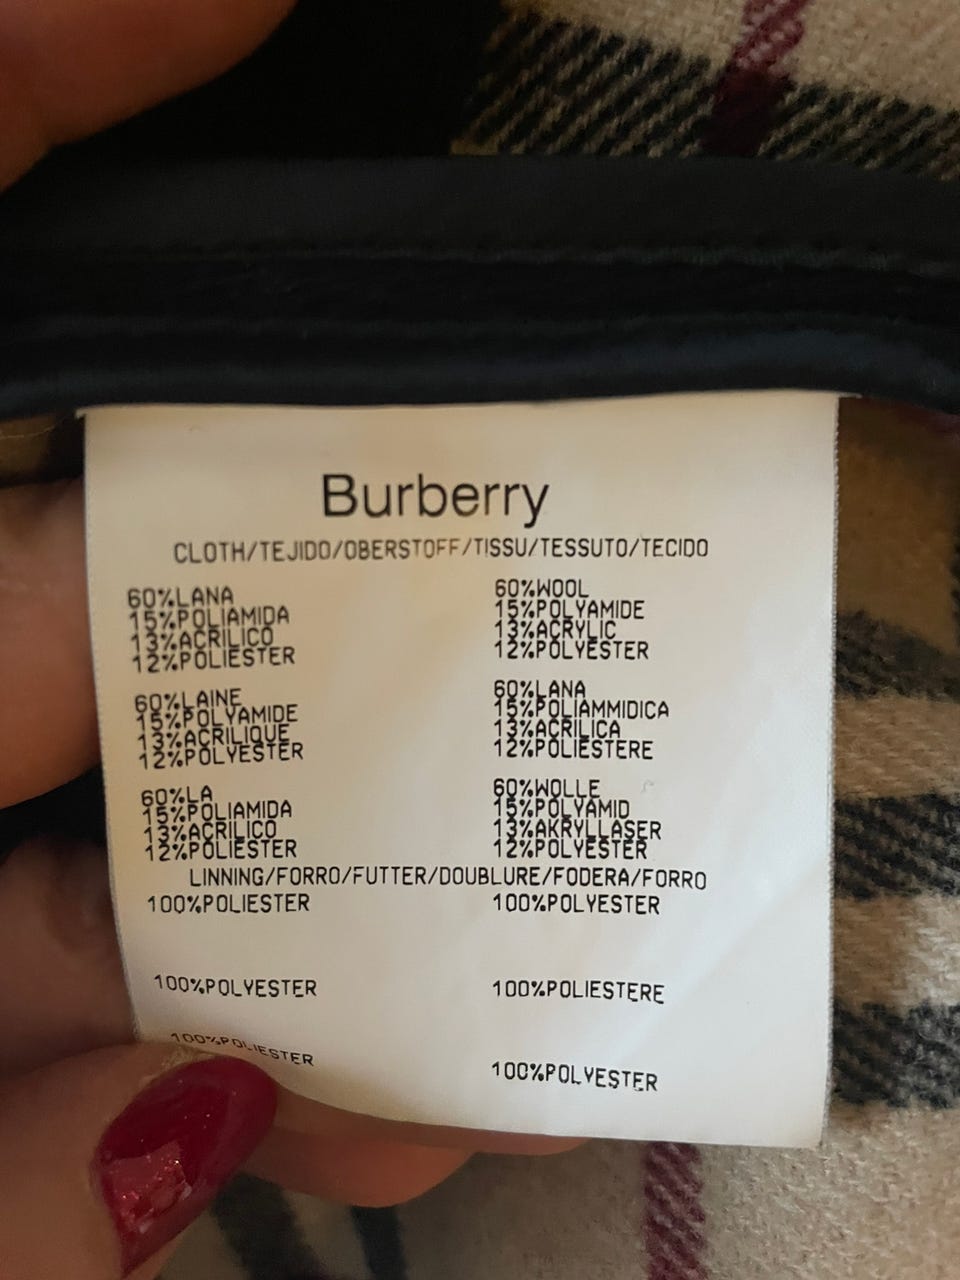 Burberry
CLOTH/TEJIDO/OBERSTOFF/TISSU/TESSUTO/TECIDO
60%LANA
15%POLIAMIDA
13%ACRILICO
12%POLIESTER
60%WOOL
15%POLYAMIDE
13%ACRYLIC
12%POLYESTER
60%LAINE
15%POLYAMIDE
13%ACRILIQUE
12%POLYESTER
60%LANA
15%POLIAMMIDICA
13%ACRILICA
12%POLIESTERE
60%LA
15%POLIAMIDA
13%ACRILICO
12%POLIESTER
60%WOLLE
15%POLYAMID
13%AKRYLLASER
12%POLYESTER
LINNING/FORRO/FUTTER/DOUBLURE/FODERA/FORRO
100%POLIESTER
100%POLYESTER
100%POLYESTER
100%POLIESTERE
100%POLIESTER
100%POLYESTER